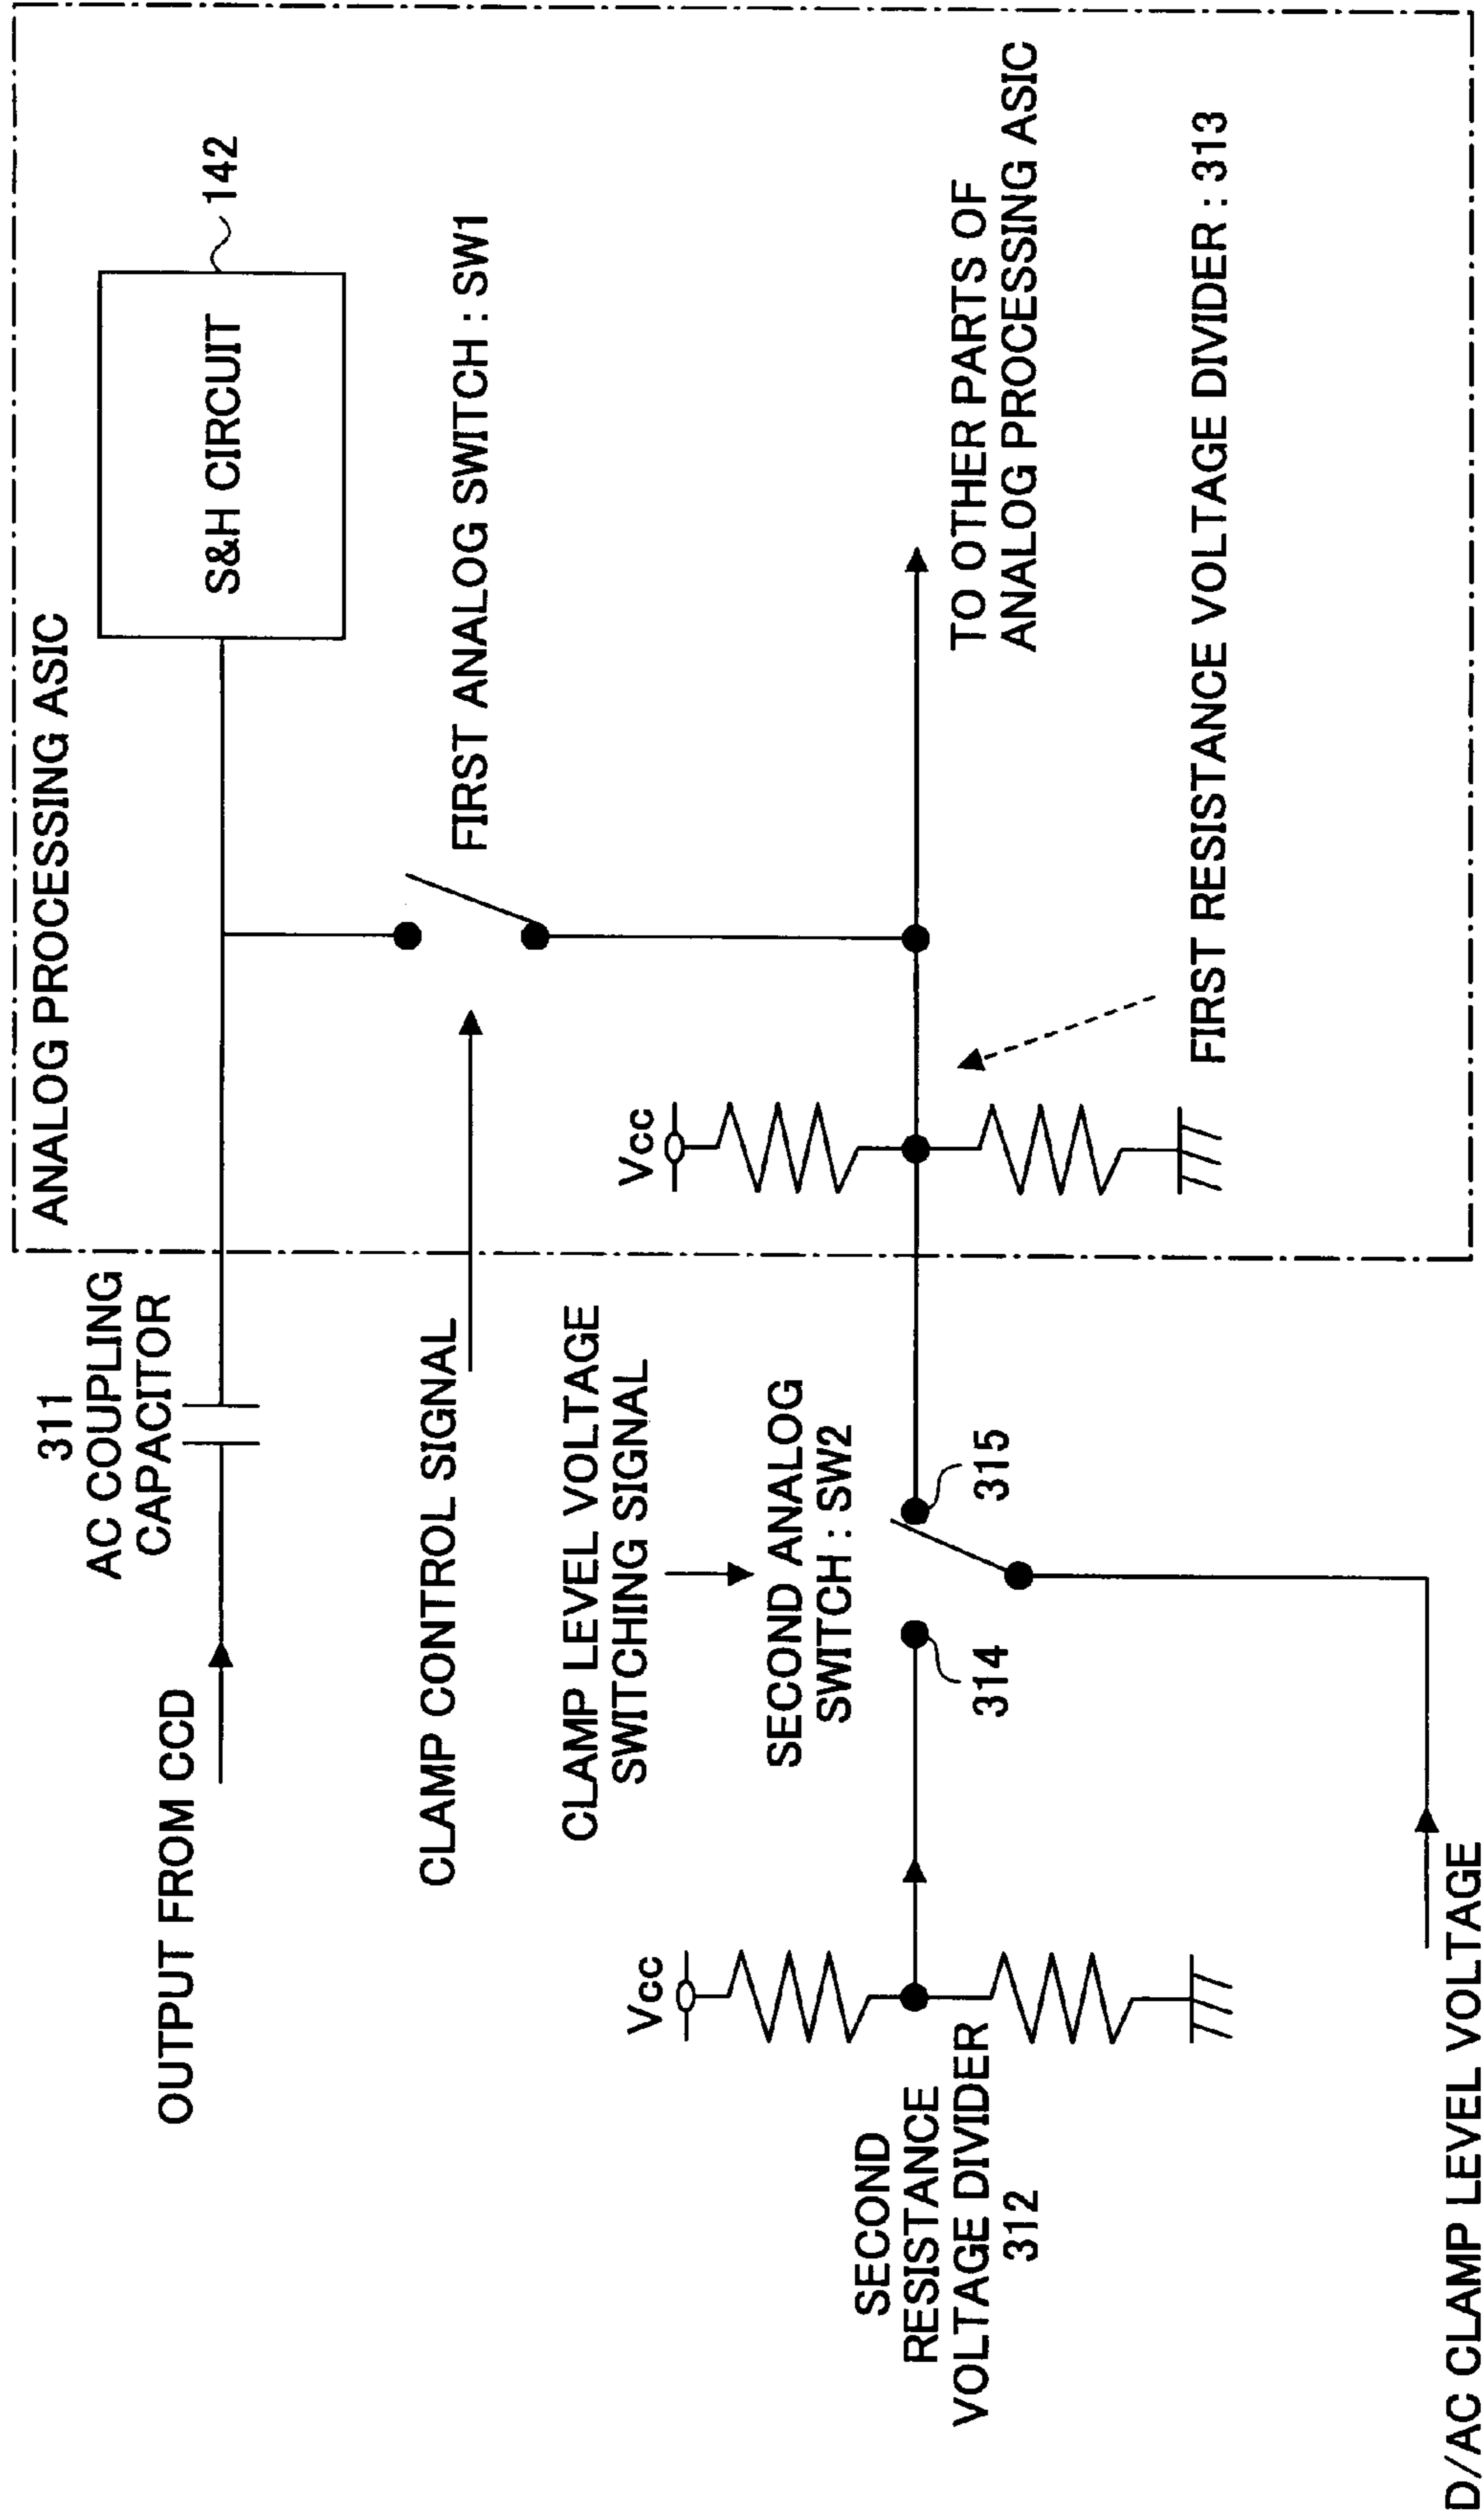 ANALOG PROCESSING ASIC
311
AC COUPLING
CAPACITOR
OUTPUT FROM CCD
S&H CIRCUIT
142
CLAMP CONTROL SIGNAL
FIRST ANALOG SWITCH : SW1
CLAMP LEVEL VOLTAGE
SWITCHING SIGNAL
Vcc
Vcc
SECOND ANALOG
SWITCH : SW2
SECOND
RESISTANCE
VOLTAGE DIVIDER
312
314
315
TO OTHER PARTS OF
ANALOG PROCESSING ASIC
FIRST RESISTANCE VOLTAGE DIVIDER : 313
D/AC CLAMP LEVEL VOLTAGE